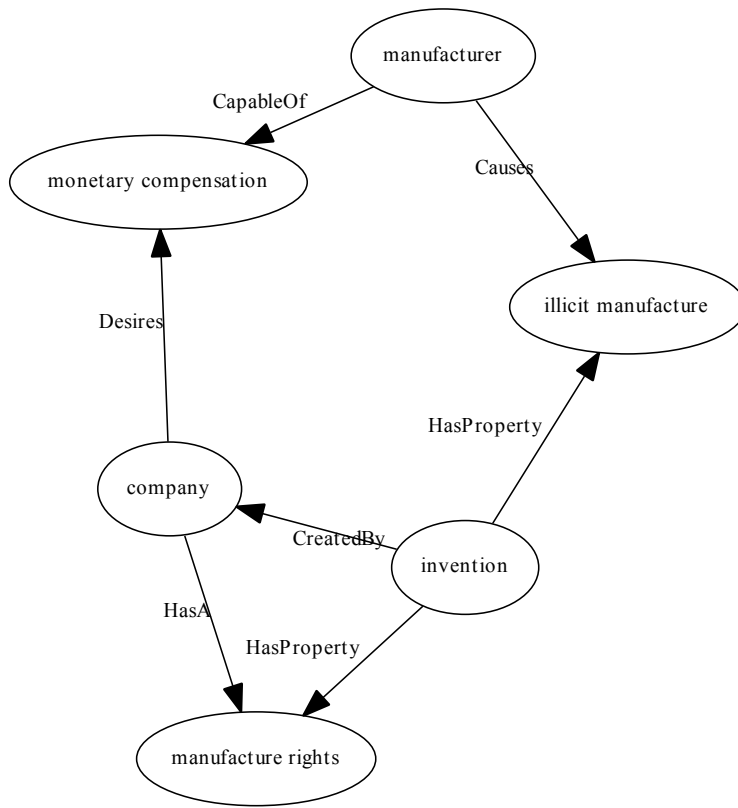 manufacturer
CapableOf
monetary compensation
Causes
illicit manufacture
Desires
HasProperty
company
CreatedBy
invention
HasA
HasProperty
manufacture rights